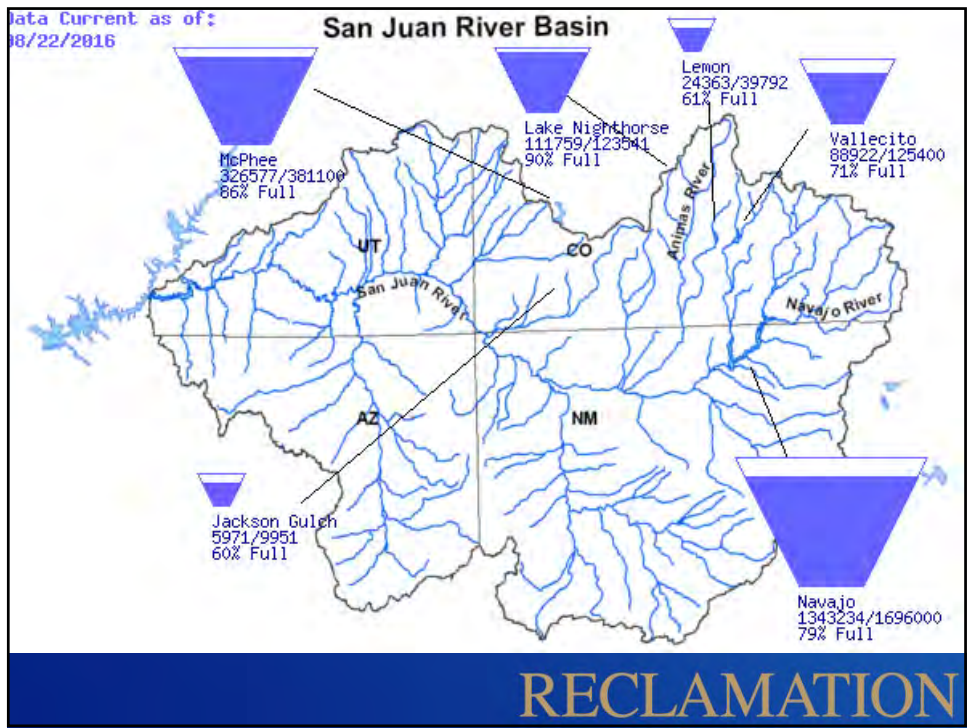 Data Current as of:
08/22/2016
San Juan River Basin
McPhee
326577/381100
86% Full
Lake Nighthorse
111759/123541
90% Full
Lemon
24363/39792
61% Full
Vallecito
88922/125400
71% Full
Animas River
UT
CO
San Juan River
Navajo River
AZ
NM
Jackson Gulch
5971/9951
60% Full
Navajo
1343234/1696000
79% Full
RECLAMATION